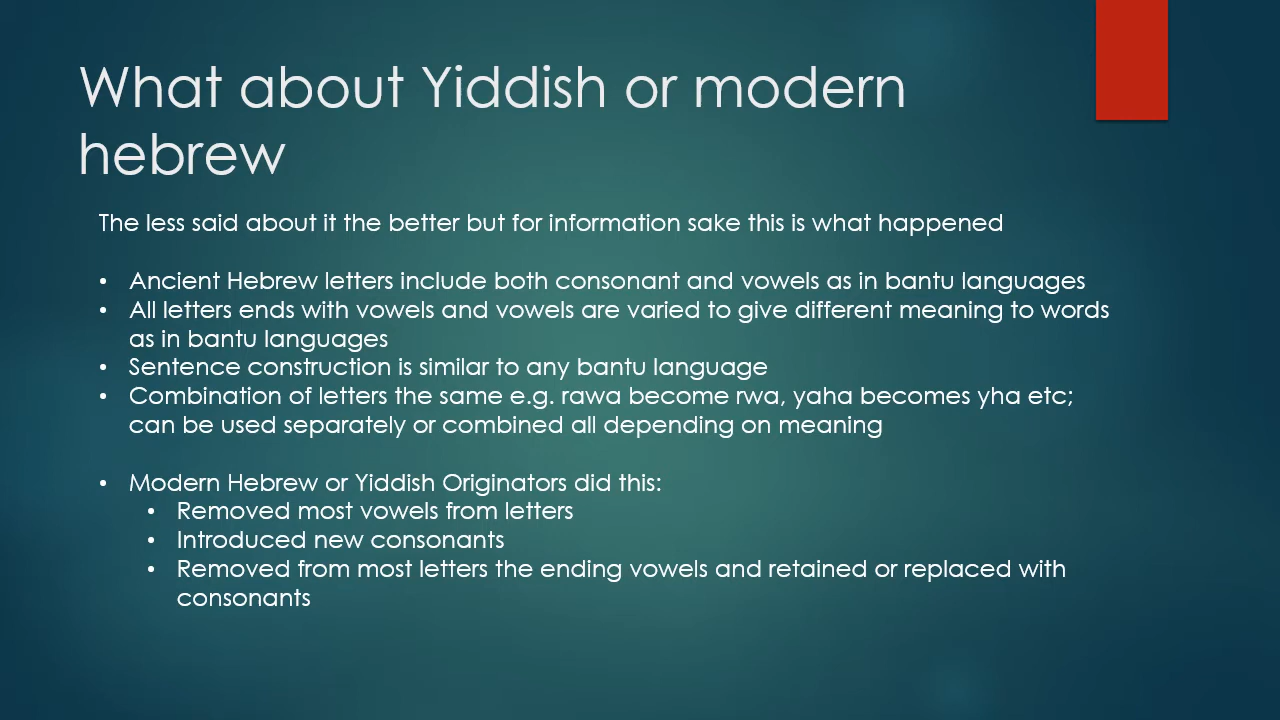 What about Yiddish or modern
hebrew
The less said about it the better but for information sake this is what happened
• Ancient Hebrew letters include both consonant and vowels as in bantu languages
• All letters ends with vowels and vowels are varied to give different meaning to words
as in bantu languages
• Sentence construction is similar to any bantu language
• Combination of letters the same e.g. rawa become rwa, yaha becomes yha etc;
can be used separately or combined all depending on meaning
• Modern Hebrew or Yiddish Originators did this:
• Removed most vowels from letters
• Introduced new consonants
• Removed from most letters the ending vowels and retained or replaced with
consonants